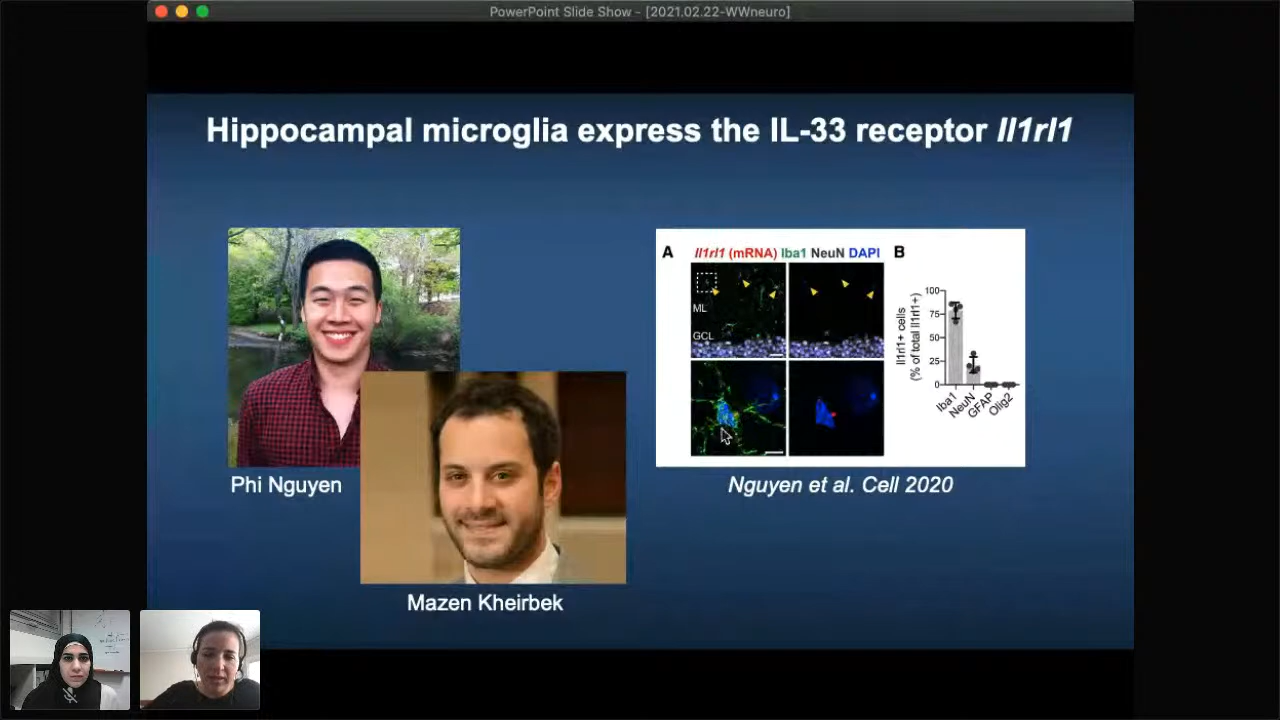 PowerPoint Slide Show - [2021.02.22-WWneuro]
Hippocampal microglia express the IL-33 receptor Il1rl1
A
Il1rl1 (mRNA) Iba1 NeuN DAPI
ML
GCL
B
Il1rl1+ cells
(% of total Il1rl1+)
100
75
50
25
0
Iba1
NeuN
GFAP
Olig2
Phi Nguyen
Nguyen et al. Cell 2020
Mazen Kheirbek